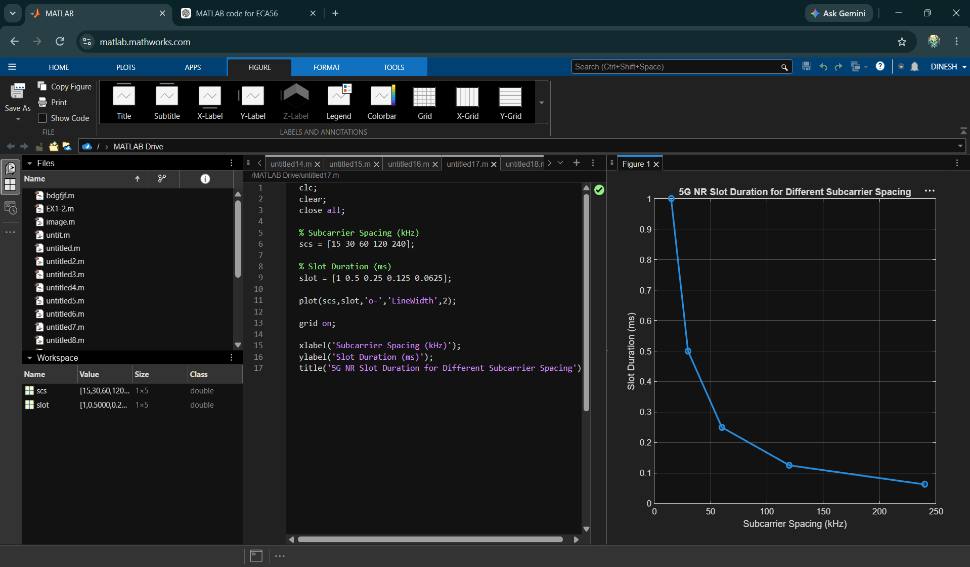 MATLAB
MATLAB code for ECA56
Ask Gemini
matlab.mathworks.com
HOME
PLOTS
APPS
FIGURE
FORMAT
TOOLS
Search (Ctrl+Shift+Space)
DINESH
Save As
Copy Figure
Print
Show Code
FILE
Title
Subtitle
X-Label
Y-Label
Z-Label
Legend
Colorbar
Grid
X-Grid
Y-Grid
LABELS AND ANNOTATIONS
/ › MATLAB Drive
Files
Name
bdgfjf.m
EX1-2.m
image.m
untit.m
untitled.m
untitled2.m
untitled3.m
untitled4.m
untitled5.m
untitled6.m
untitled7.m
untitled8.m
Workspace
Name Value Size Class
scs [15,30,60,120... 1×5 double
slot [1,0.5000,0.2... 1×5 double
untitled14.m
untitled15.m
untitled16.m
untitled17.m
untitled18.m
/MATLAB Drive/untitled17.m
1 clc;
2 clear;
3 close all;
4
5 % Subcarrier Spacing (kHz)
6 scs = [15 30 60 120 240];
7
8 % Slot Duration (ms)
9 slot = [1 0.5 0.25 0.125 0.0625];
10
11 plot(scs,slot,'o-','LineWidth',2);
12
13 grid on;
14
15 xlabel('Subcarrier Spacing (kHz)');
16 ylabel('Slot Duration (ms)');
17 title('5G NR Slot Duration for Different Subcarrier Spacing')
Figure 1
5G NR Slot Duration for Different Subcarrier Spacing
1
0.9
0.8
0.7
0.6
0.5
0.4
0.3
0.2
0.1
0
Slot Duration (ms)
0 50 100 150 200 250
Subcarrier Spacing (kHz)